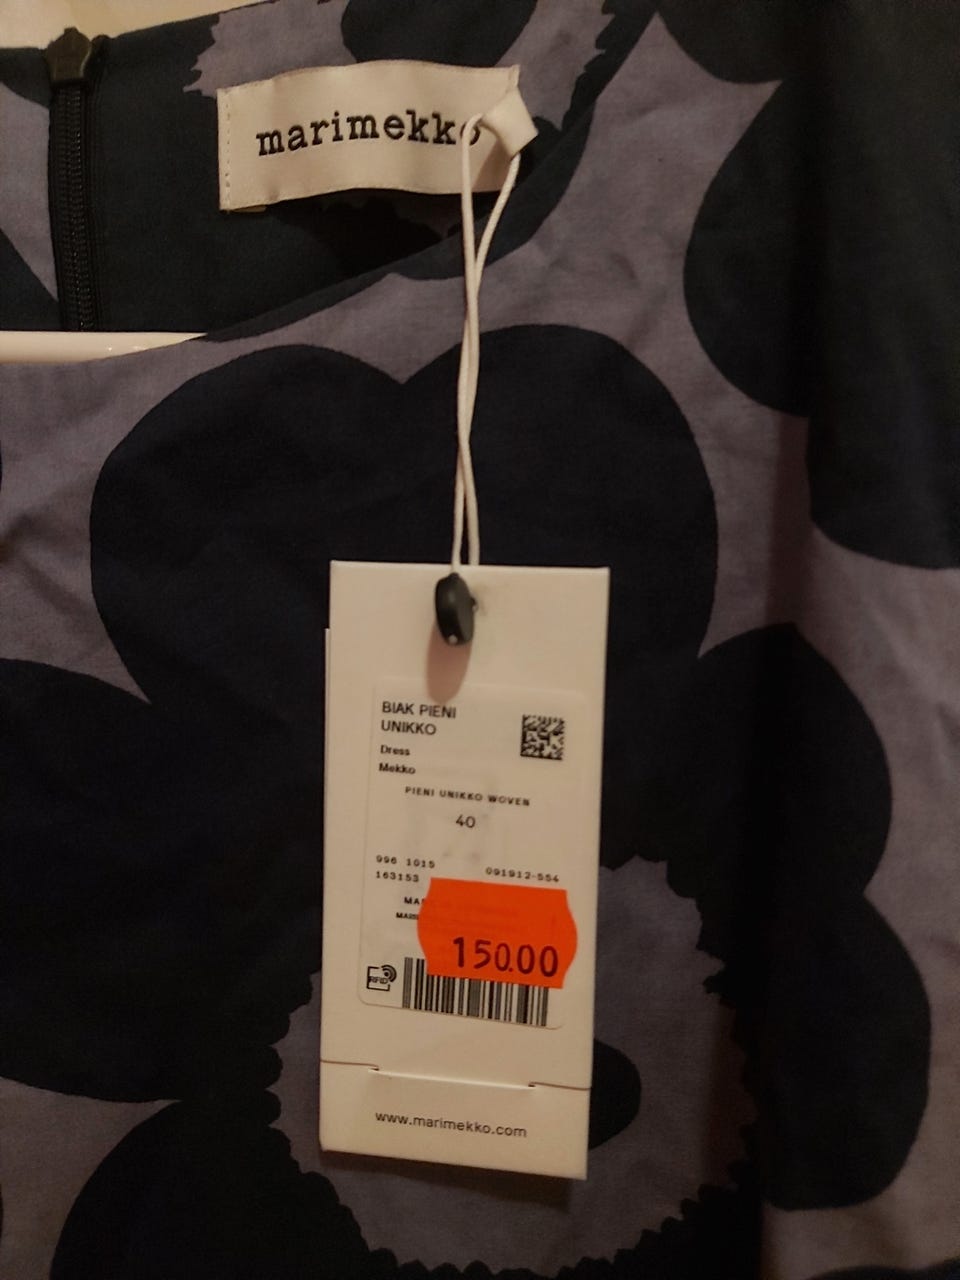 marimekko
BIAK PIENI
UNIKKO
Dress
Mekko
PIENI UNIKKO WOVEN
40
996 1015
091912-554
163153
150.00
RFID
www.marimekko.com